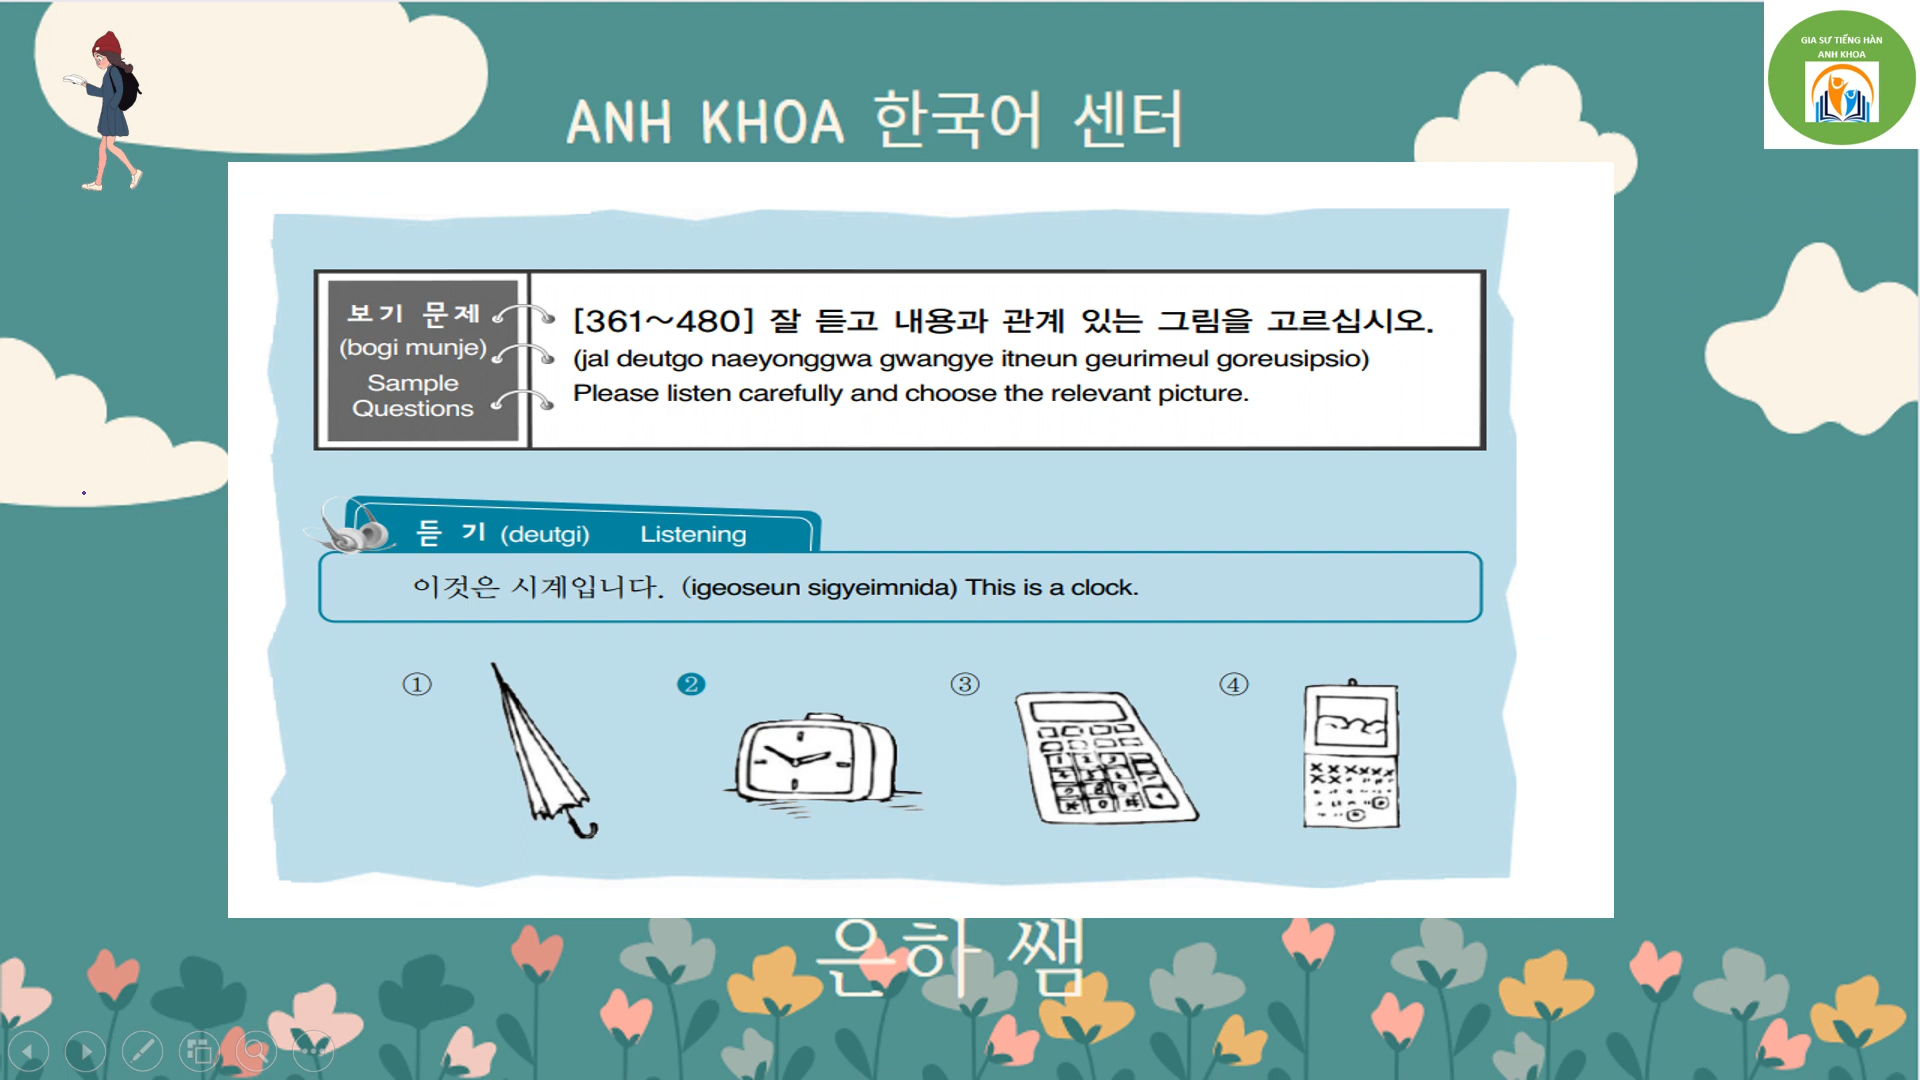 GIA SƯ TIẾNG HÀN
ANH KHOA
ANH KHOA 한국어 센터
보기 문제
(bogi munje)
Sample
Questions
[361~480] 잘 듣고 내용과 관계 있는 그림을 고르십시오.
(jal deutgo naeyonggwa gwangye itneun geurimeul goreusipsio)
Please listen carefully and choose the relevant picture.
듣 기 (deutgi) Listening
이것은 시계입니다. (igeoseun sigyeimnida) This is a clock.
① ❷ ③ ④
은하 쌤